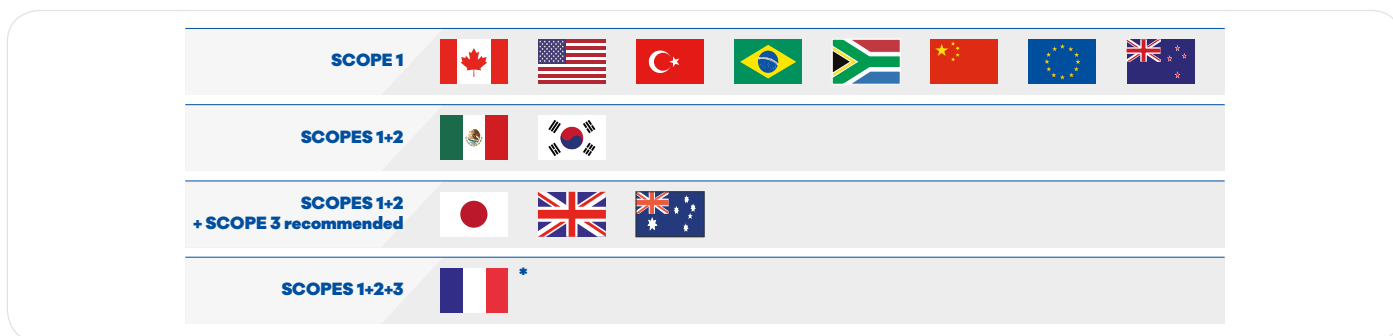 SCOPE 1
SCOPES 1+2
SCOPES 1+2
+ SCOPE 3 recommended
SCOPES 1+2+3
*